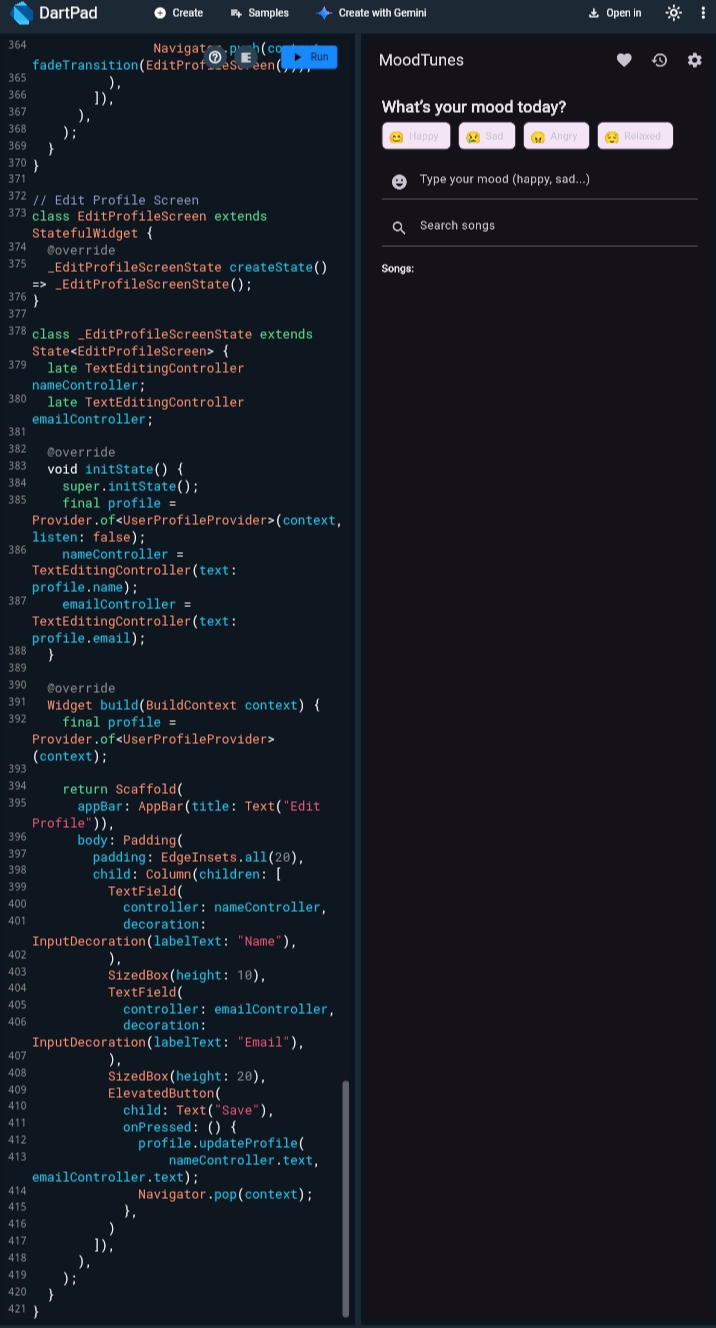 DartPad
Create
Samples
Create with Gemini
Open in
364 Navigator.push(context,
fadeTransition(EditProfileScreen()));
Run
365 ),
366 ]),
367 ),
368 );
369 }
370 }
371
372 // Edit Profile Screen
373 class EditProfileScreen extends
StatefulWidget {
374 @override
375 _EditProfileScreenState createState()
=> _EditProfileScreenState();
376 }
377
378 class _EditProfileScreenState extends
State<EditProfileScreen> {
379 late TextEditingController
nameController;
380 late TextEditingController
emailController;
381
382 @override
383 void initState() {
384 super.initState();
385 final profile =
Provider.of<UserProfileProvider>(context,
listen: false);
386 nameController =
TextEditingController(text:
profile.name);
387 emailController =
TextEditingController(text:
profile.email);
388 }
389
390 @override
391 Widget build(BuildContext context) {
392 final profile =
Provider.of<UserProfileProvider>
(context);
393
394 return Scaffold(
395 appBar: AppBar(title: Text("Edit
Profile")),
396 body: Padding(
397 padding: EdgeInsets.all(20),
398 child: Column(children: [
399 TextField(
400 controller: nameController,
401 decoration:
InputDecoration(labelText: "Name"),
402 ),
403 SizedBox(height: 10),
404 TextField(
405 controller: emailController,
406 decoration:
InputDecoration(labelText: "Email"),
407 ),
408 SizedBox(height: 20),
409 ElevatedButton(
410 child: Text("Save"),
411 onPressed: () {
412 profile.updateProfile(
413 nameController.text,
emailController.text);
414 Navigator.pop(context);
415 },
416 )
417 ]),
418 ),
419 );
420 }
421 }
MoodTunes
What's your mood today?
😊 Happy
😢 Sad
😠 Angry
😌 Relaxed
Type your mood (happy, sad...)
Search songs
Songs: